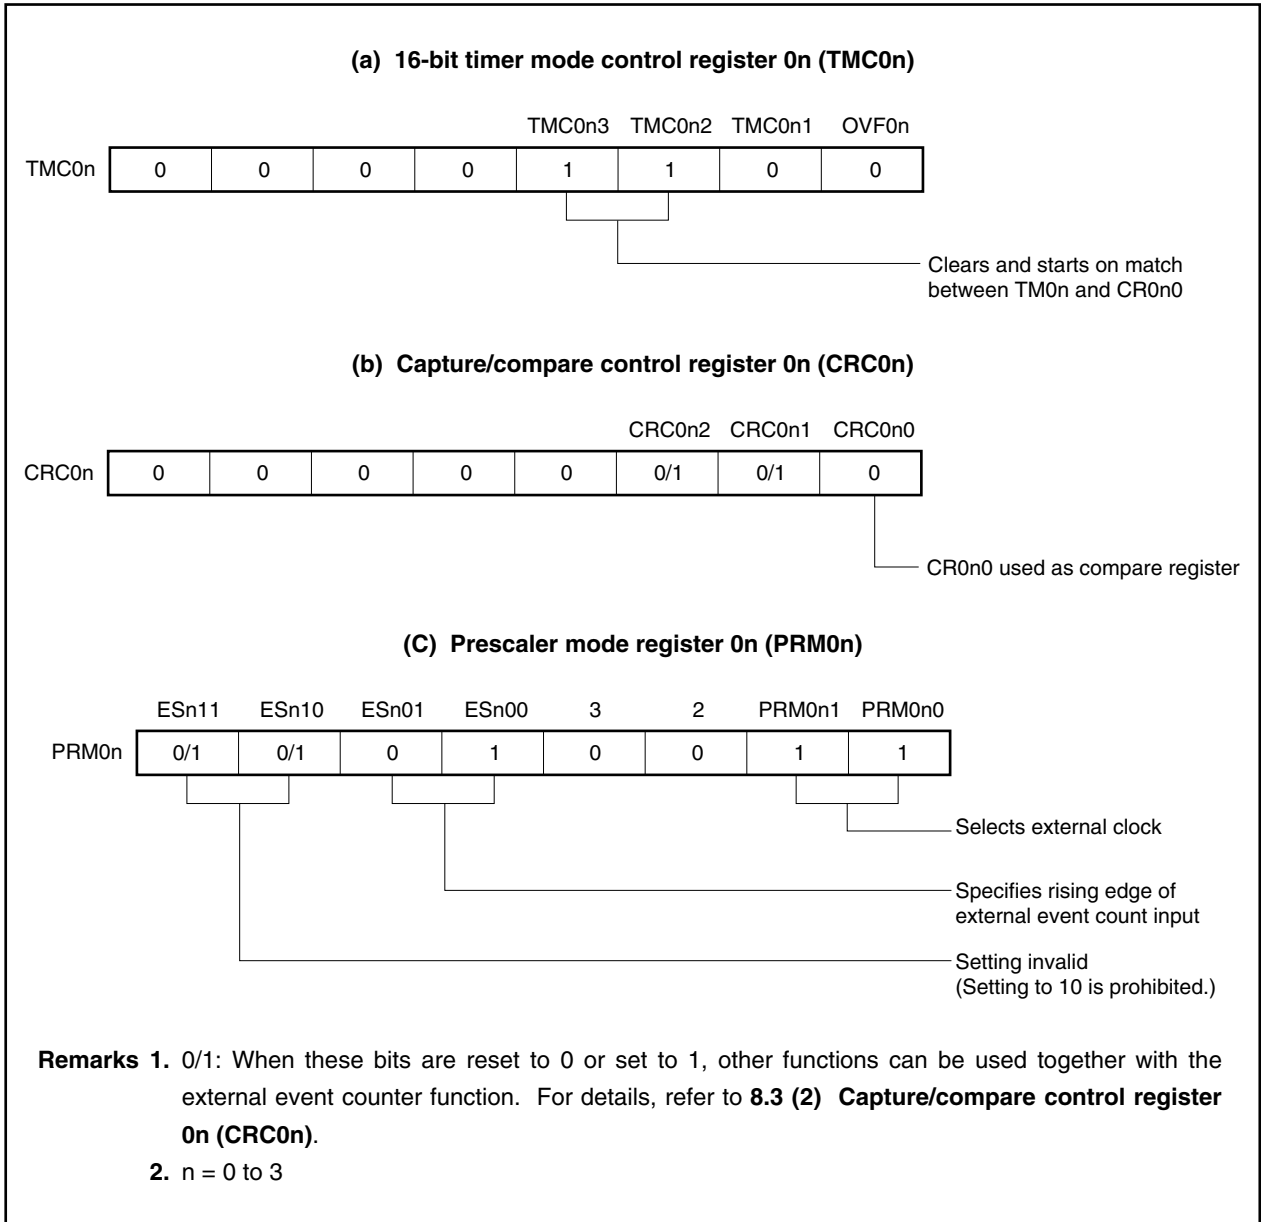 (a) 16-bit timer mode control register 0n (TMC0n)
TMC0n3 TMC0n2 TMC0n1 OVF0n
TMC0n 0 0 0 0 1 1 0 0
Clears and starts on match
between TM0n and CR0n0
(b) Capture/compare control register 0n (CRC0n)
CRC0n2 CRC0n1 CRC0n0
CRC0n 0 0 0 0 0 0/1 0/1 0
CR0n0 used as compare register
(C) Prescaler mode register 0n (PRM0n)
ESn11 ESn10 ESn01 ESn00 3 2 PRM0n1 PRM0n0
PRM0n 0/1 0/1 0 1 0 0 1 1
Selects external clock
Specifies rising edge of
external event count input
Setting invalid
(Setting to 10 is prohibited.)
Remarks 1. 0/1: When these bits are reset to 0 or set to 1, other functions can be used together with the
external event counter function. For details, refer to 8.3 (2) Capture/compare control register
0n (CRC0n).
2. n = 0 to 3